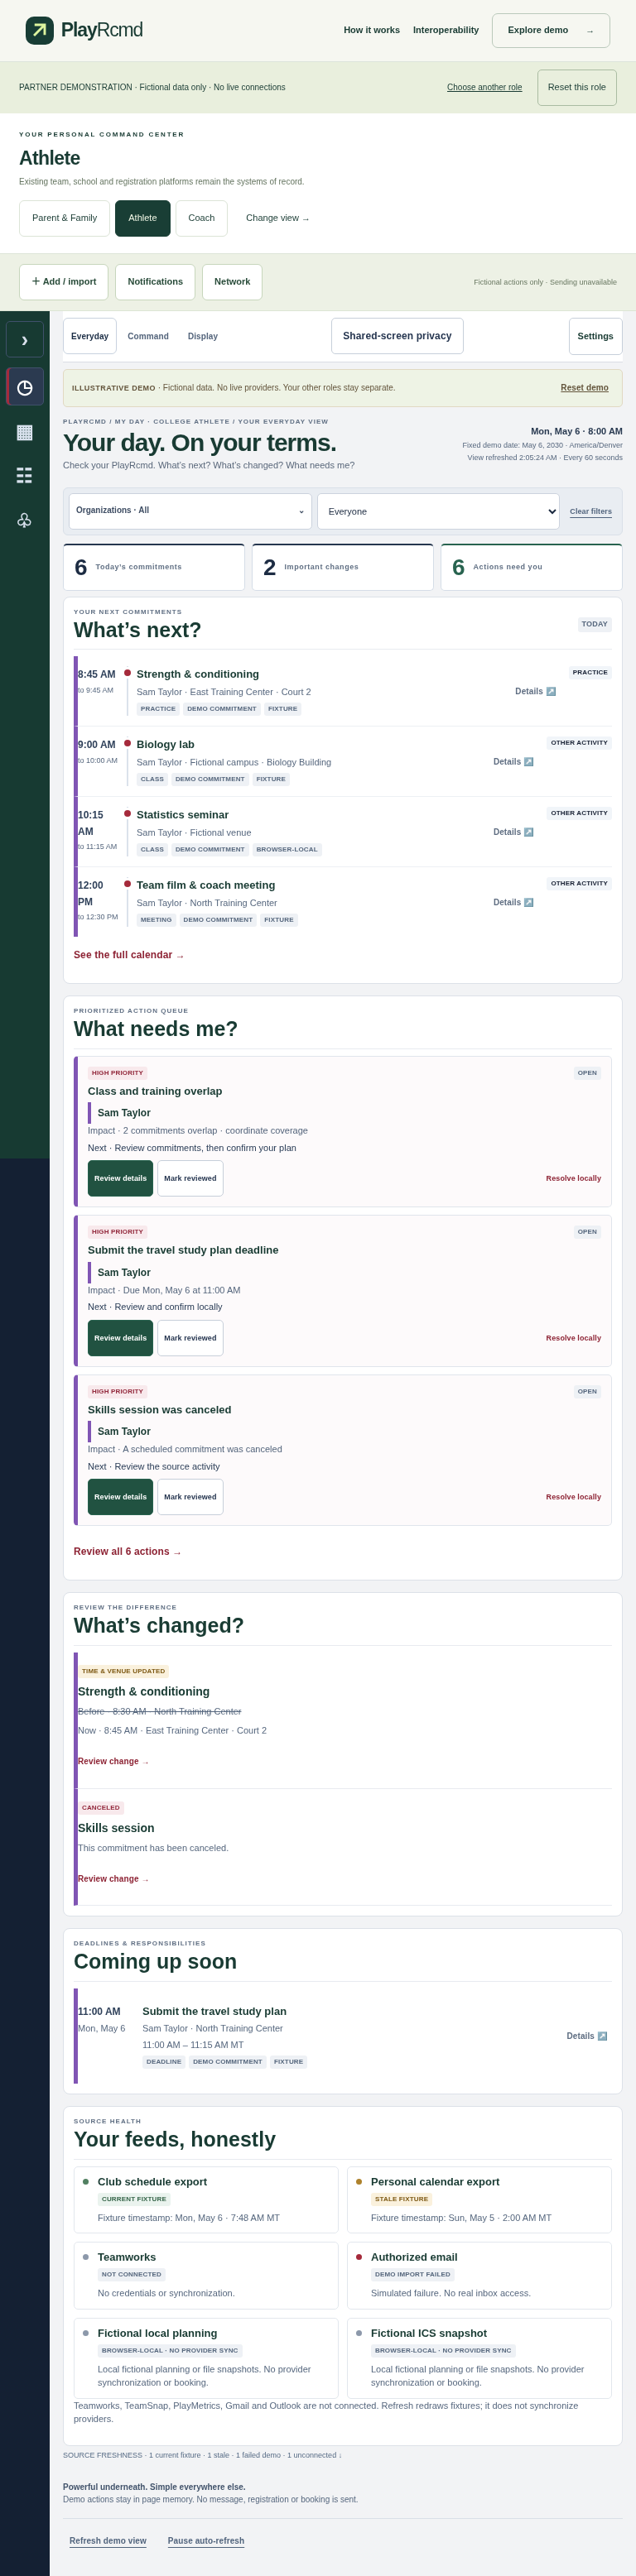 PlayRcmd
How it works
Interoperability
Explore demo →
PARTNER DEMONSTRATION · Fictional data only · No live connections
Choose another role
Reset this role
YOUR PERSONAL COMMAND CENTER
Athlete
Existing team, school and registration platforms remain the systems of record.
Parent & Family
Athlete
Coach
Change view →
+ Add / import
Notifications
Network
Fictional actions only · Sending unavailable
Everyday
Command
Display
Shared-screen privacy
Settings
ILLUSTRATIVE DEMO · Fictional data. No live providers. Your other roles stay separate.
Reset demo
PLAYRCMD / MY DAY · COLLEGE ATHLETE / YOUR EVERYDAY VIEW
Your day. On your terms.
Check your PlayRcmd. What’s next? What’s changed? What needs me?
Mon, May 6 · 8:00 AM
Fixed demo date: May 6, 2030 · America/Denver
View refreshed 2:05:24 AM · Every 60 seconds
Organizations · All
Everyone
Clear filters
6 Today’s commitments
2 Important changes
6 Actions need you
YOUR NEXT COMMITMENTS
What’s next?
TODAY
8:45 AM
to 9:45 AM
Strength & conditioning
Sam Taylor · East Training Center · Court 2
PRACTICE DEMO COMMITMENT FIXTURE
Details ↗
PRACTICE
9:00 AM
to 10:00 AM
Biology lab
Sam Taylor · Fictional campus · Biology Building
CLASS DEMO COMMITMENT FIXTURE
Details ↗
OTHER ACTIVITY
10:15
AM
to 11:15 AM
Statistics seminar
Sam Taylor · Fictional venue
CLASS DEMO COMMITMENT BROWSER-LOCAL
Details ↗
OTHER ACTIVITY
12:00
PM
to 12:30 PM
Team film & coach meeting
Sam Taylor · North Training Center
MEETING DEMO COMMITMENT FIXTURE
Details ↗
OTHER ACTIVITY
See the full calendar →
PRIORITIZED ACTION QUEUE
What needs me?
HIGH PRIORITY
OPEN
Class and training overlap
Sam Taylor
Impact · 2 commitments overlap · coordinate coverage
Next · Review commitments, then confirm your plan
Review details
Mark reviewed
Resolve locally
HIGH PRIORITY
OPEN
Submit the travel study plan deadline
Sam Taylor
Impact · Due Mon, May 6 at 11:00 AM
Next · Review and confirm locally
Review details
Mark reviewed
Resolve locally
HIGH PRIORITY
OPEN
Skills session was canceled
Sam Taylor
Impact · A scheduled commitment was canceled
Next · Review the source activity
Review details
Mark reviewed
Resolve locally
Review all 6 actions →
REVIEW THE DIFFERENCE
What’s changed?
TIME & VENUE UPDATED
Strength & conditioning
Before · 8:30 AM · North Training Center
Now · 8:45 AM · East Training Center · Court 2
Review change →
CANCELED
Skills session
This commitment has been canceled.
Review change →
DEADLINES & RESPONSIBILITIES
Coming up soon
11:00 AM
Mon, May 6
Submit the travel study plan
Sam Taylor · North Training Center
11:00 AM – 11:15 AM MT
DEADLINE DEMO COMMITMENT FIXTURE
Details ↗
SOURCE HEALTH
Your feeds, honestly
Club schedule export
CURRENT FIXTURE
Fixture timestamp: Mon, May 6 · 7:48 AM MT
Personal calendar export
STALE FIXTURE
Fixture timestamp: Sun, May 5 · 2:00 AM MT
Teamworks
NOT CONNECTED
No credentials or synchronization.
Authorized email
DEMO IMPORT FAILED
Simulated failure. No real inbox access.
Fictional local planning
BROWSER-LOCAL · NO PROVIDER SYNC
Local fictional planning or file snapshots. No provider
synchronization or booking.
Fictional ICS snapshot
BROWSER-LOCAL · NO PROVIDER SYNC
Local fictional planning or file snapshots. No provider
synchronization or booking.
Teamworks, TeamSnap, PlayMetrics, Gmail and Outlook are not connected. Refresh redraws fixtures; it does not synchronize
providers.
SOURCE FRESHNESS · 1 current fixture · 1 stale · 1 failed demo · 1 unconnected ↓
Powerful underneath. Simple everywhere else.
Demo actions stay in page memory. No message, registration or booking is sent.
Refresh demo view
Pause auto-refresh